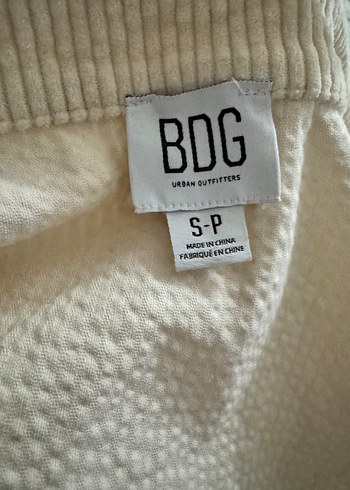 BDG
URBAN OUTFITTERS
S-P
MADE IN CHINA
FABRIQUÉ EN CHINE